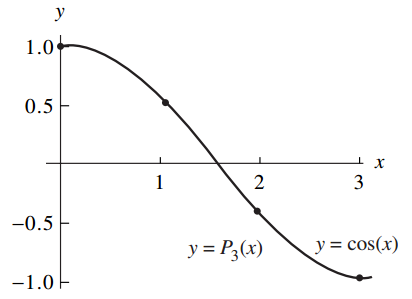 y
1.0
0.5
x
1 2 3
−0.5
y = P₃(x) y = cos(x)
−1.0